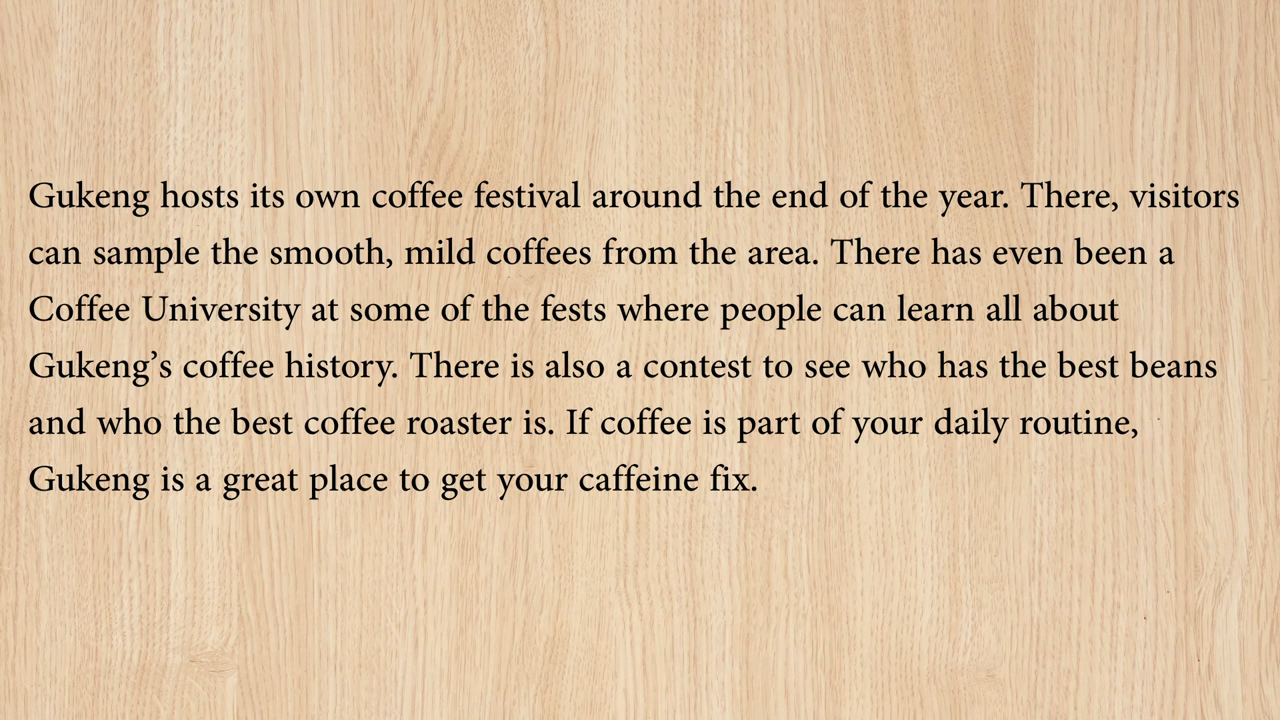 Gukeng hosts its own coffee festival around the end of the year. There, visitors
can sample the smooth, mild coffees from the area. There has even been a
Coffee University at some of the fests where people can learn all about
Gukeng’s coffee history. There is also a contest to see who has the best beans
and who the best coffee roaster is. If coffee is part of your daily routine,
Gukeng is a great place to get your caffeine fix.